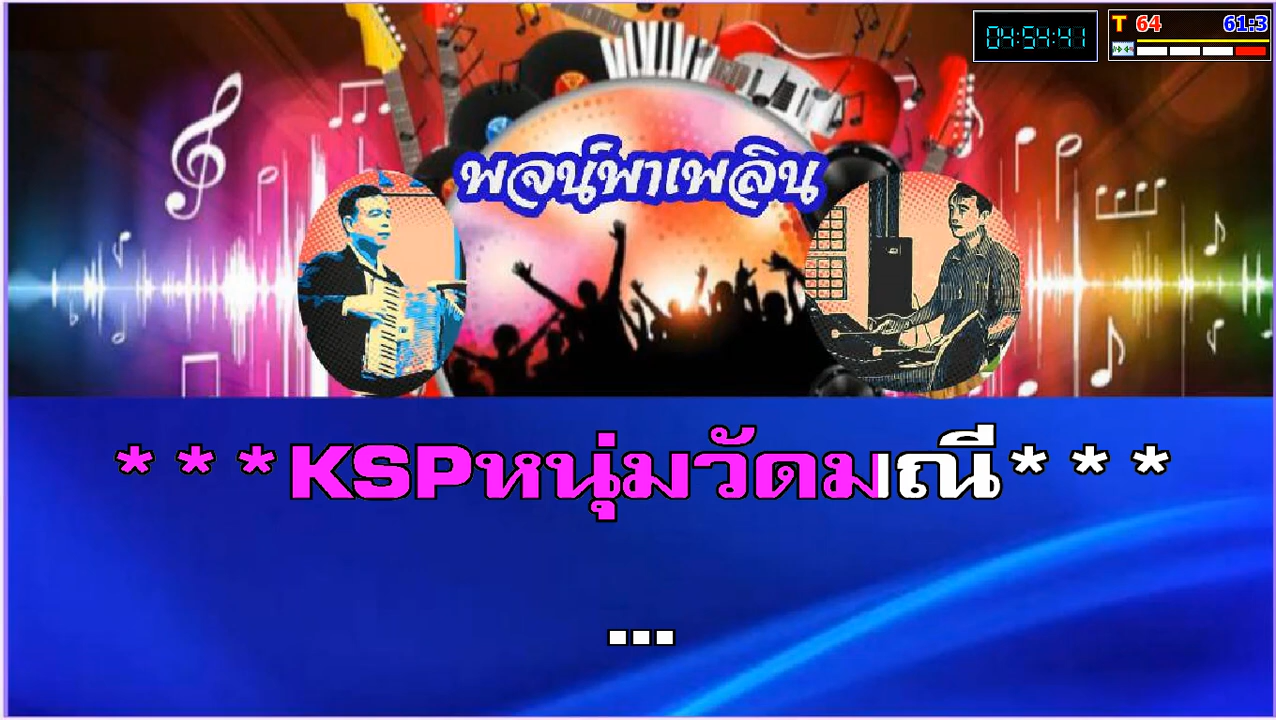 04:54:41
T 64 61:3
พจน์พาเพลิน
* * * KSPหนุ่มวัดมณี* * *
...